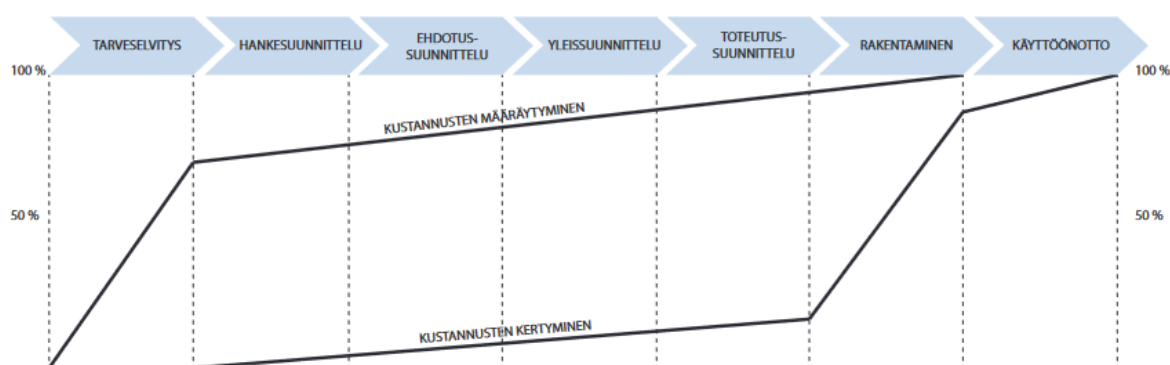 TARVESELVITYS
HANKESUUNNITTELU
EHDOTUS-
SUUNNITTELU
YLEISSUUNNITTELU
TOTEUTUS-
SUUNNITTELU
RAKENTAMINEN
KÄYTTÖÖNOTTO
100 %
100 %
KUSTANNUSTEN MÄÄRÄYTYMINEN
50 %
50 %
KUSTANNUSTEN KERTYMINEN